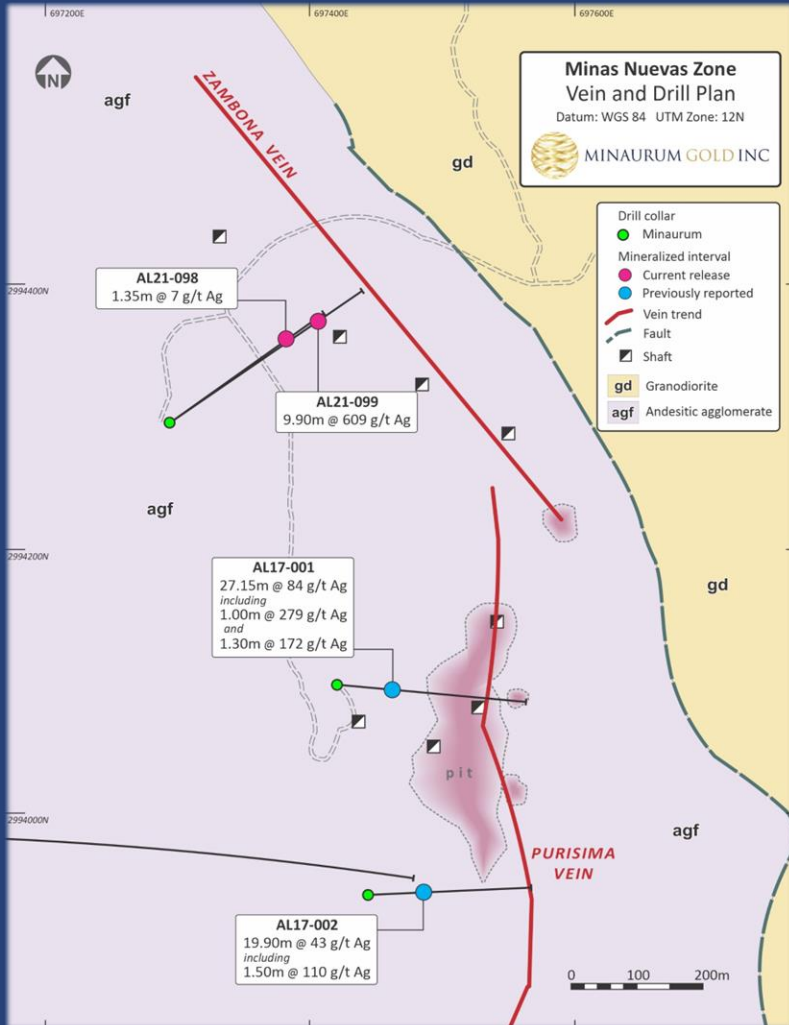 697200E
697400E
697600E
N
agf
ZAMBONA VEIN
gd
Minas Nuevas Zone
Vein and Drill Plan
Datum: WGS 84 UTM Zone: 12N
MINAURUM GOLD INC
Drill collar
Minaurum
Mineralized interval
Current release
Previously reported
Vein trend
Fault
Shaft
gd Granodiorite
agf Andesitic agglomerate
2994400N
AL21-098
1.35m @ 7 g/t Ag
AL21-099
9.90m @ 609 g/t Ag
agf
2994200N
AL17-001
27.15m @ 84 g/t Ag
including
1.00m @ 279 g/t Ag
and
1.30m @ 172 g/t Ag
gd
pit
2994000N
agf
PURISIMA
VEIN
AL17-002
19.90m @ 43 g/t Ag
including
1.50m @ 110 g/t Ag
0 100 200m